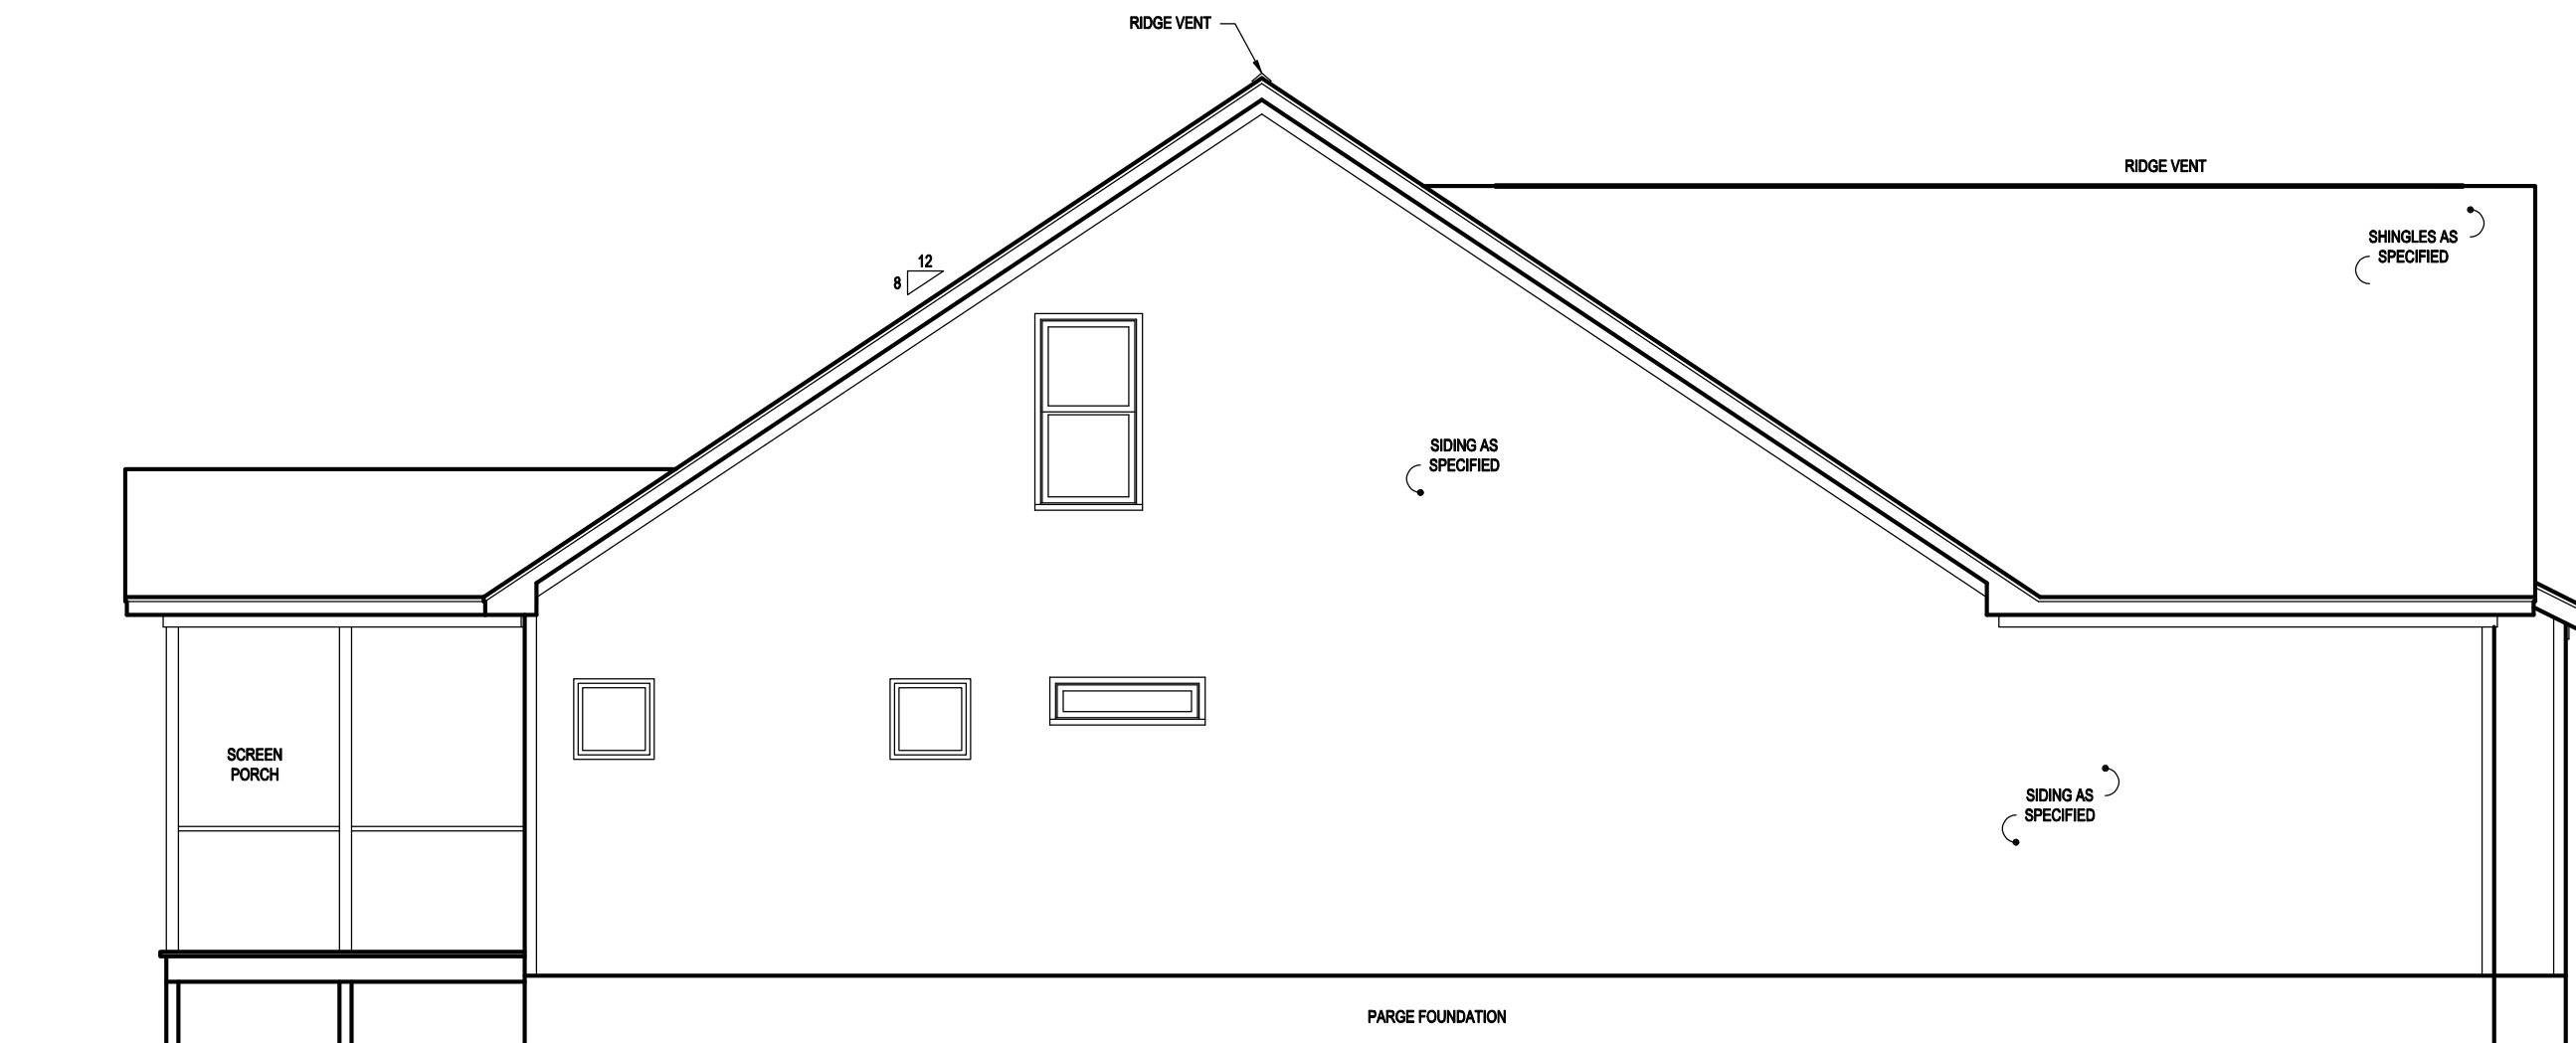 RIDGE VENT
RIDGE VENT
SHINGLES AS
SPECIFIED
12
8
SIDING AS
SPECIFIED
SCREEN
PORCH
SIDING AS
SPECIFIED
PARGE FOUNDATION